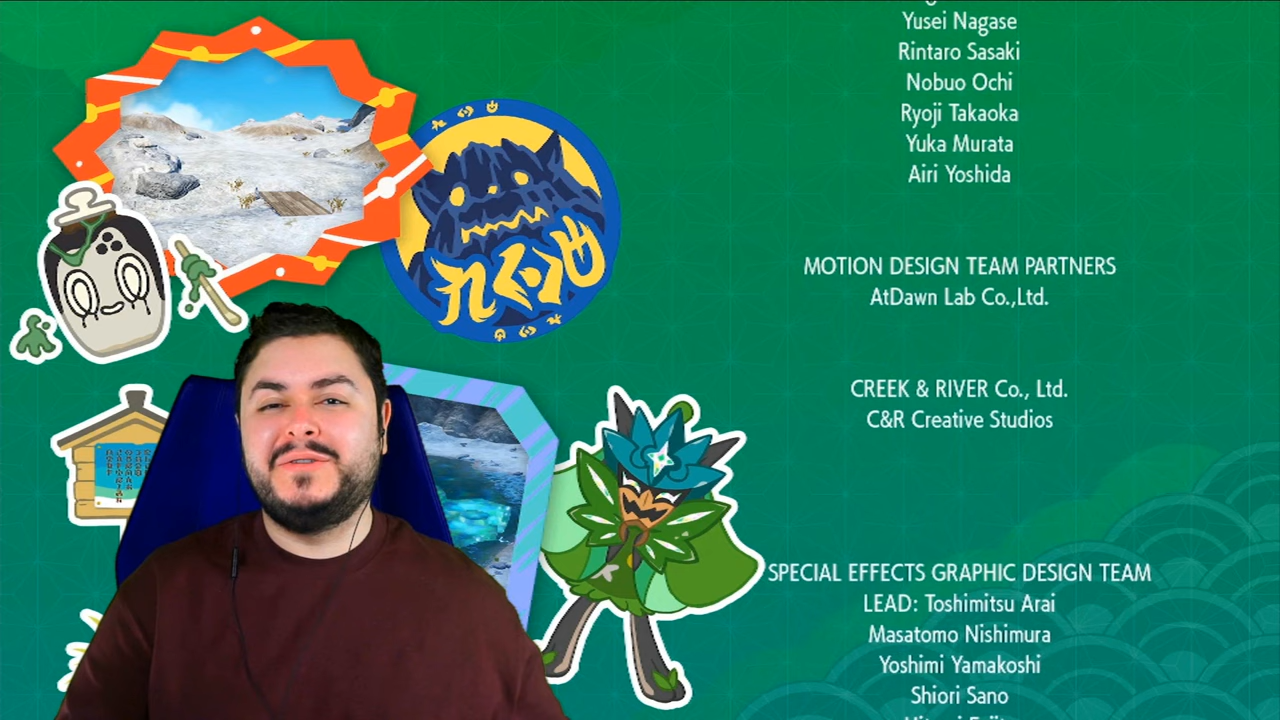 Yusei Nagase
Rintaro Sasaki
Nobuo Ochi
Ryoji Takaoka
Yuka Murata
Airi Yoshida
MOTION DESIGN TEAM PARTNERS
AtDawn Lab Co.,Ltd.
CREEK & RIVER Co., Ltd.
C&R Creative Studios
SPECIAL EFFECTS GRAPHIC DESIGN TEAM
LEAD: Toshimitsu Arai
Masatomo Nishimura
Yoshimi Yamakoshi
Shiori Sano